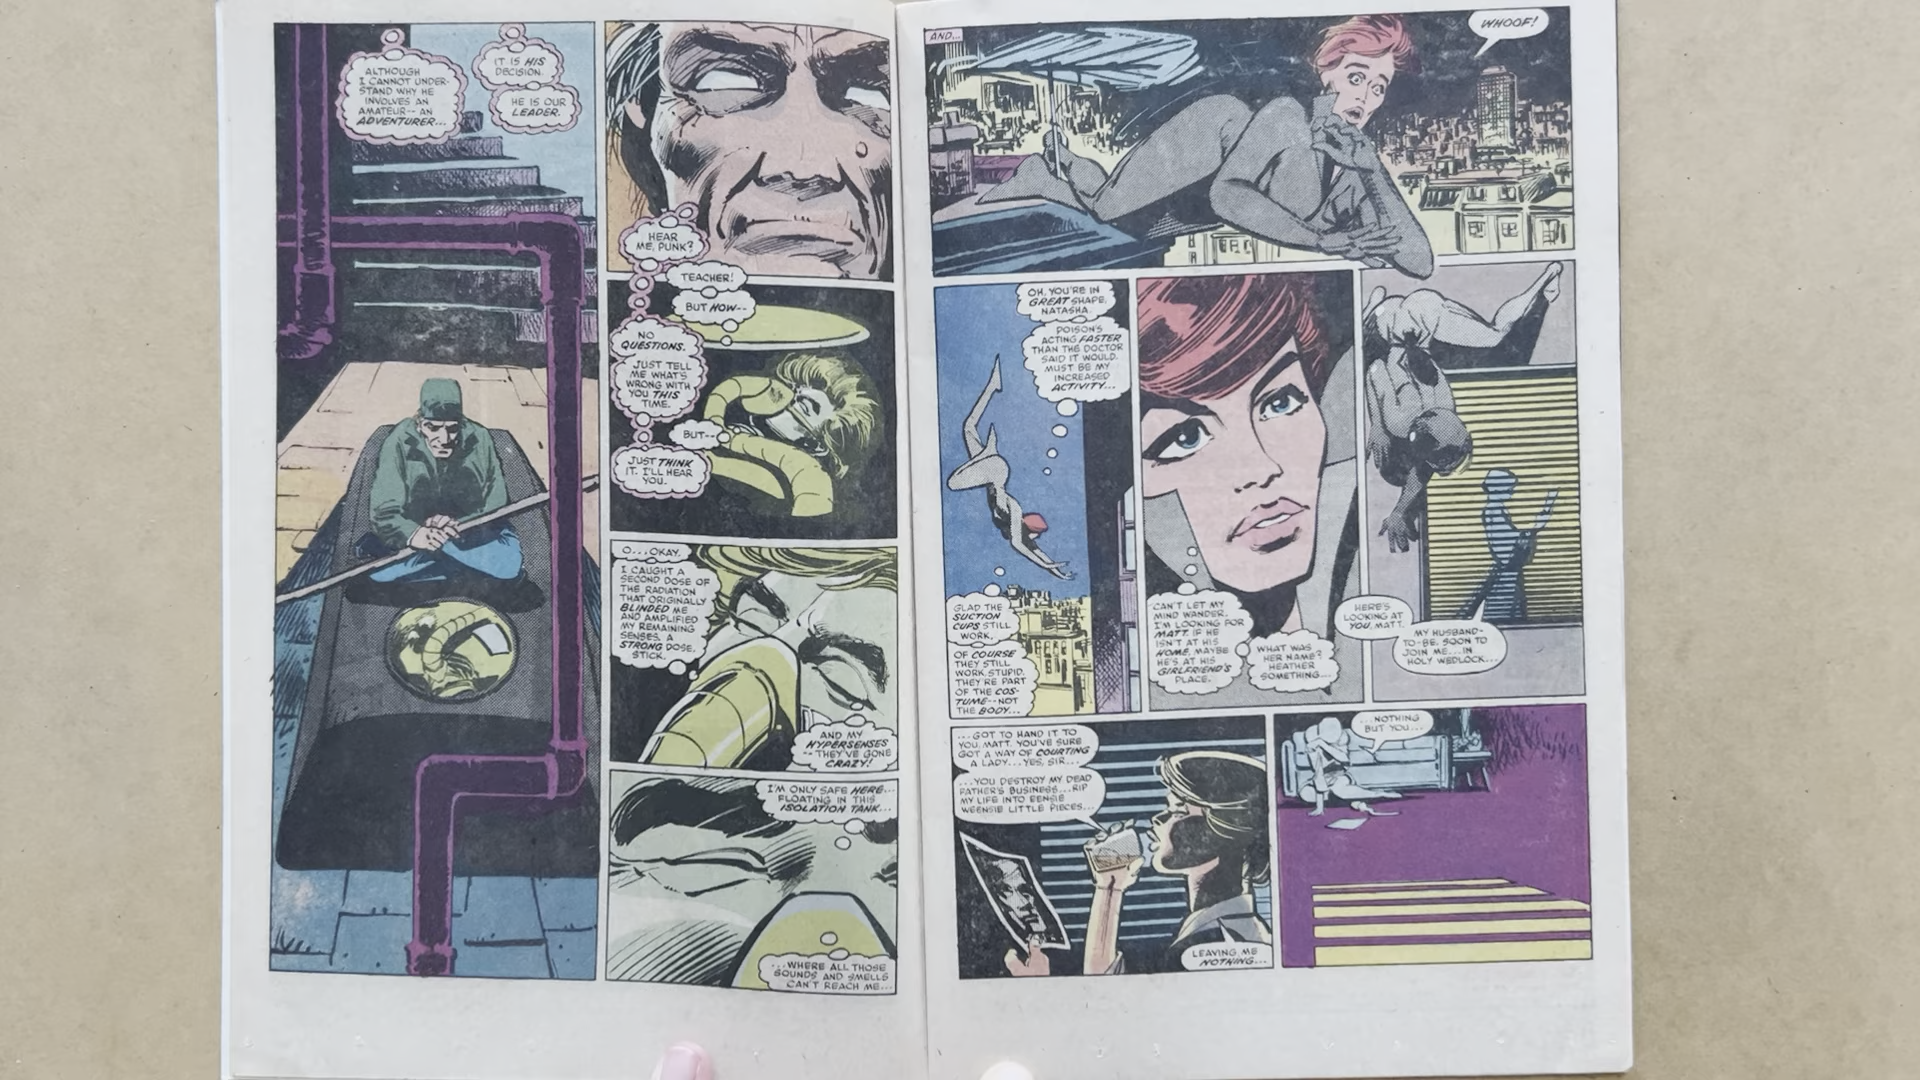 ALTHOUGH
I CANNOT UNDER-
STAND WHY HE
INVOLVES AN
AMATEUR -- AN
ADVENTURER...
IT IS HIS
DECISION.
HE IS OUR
LEADER.
HEAR
ME, PUNK?
TEACHER!
BUT HOW--
NO
QUESTIONS.
JUST TELL
ME WHAT'S
WRONG WITH
YOU THIS
TIME.
BUT--
JUST THINK
IT. I'LL HEAR
YOU.
O...OKAY.
I CAUGHT A
SECOND DOSE OF
THE RADIATION
THAT ORIGINALLY
BLINDED ME
AND AMPLIFIED
MY REMAINING
SENSES. A
STRONG DOSE,
STICK.
AND MY
HYPERSENSES
-- THEY'VE GONE
CRAZY!
I'M ONLY SAFE HERE...
FLOATING IN THIS
ISOLATION TANK...
...WHERE ALL THOSE
SOUNDS AND SMELLS
CAN'T REACH ME...
AND...
WHOOF!
OH, YOU'RE IN
GREAT SHAPE,
NATASHA.
POISON'S
ACTING FASTER
THAN THE DOCTOR
SAID IT WOULD.
MUST BE MY
INCREASED
ACTIVITY...
GLAD THE
SUCTION
CUPS STILL
WORK.
OF COURSE
THEY STILL
WORK, STUPID.
THEY'RE PART
OF THE COS-
TUME--NOT
THE BODY...
CAN'T LET MY
MIND WANDER.
I'M LOOKING FOR
MATT. IF HE
ISN'T AT HIS
HOME, MAYBE
HE'S AT HIS
GIRLFRIEND'S
PLACE.
WHAT WAS
HER NAME?
HEATHER
SOMETHING...
HERE'S
LOOKING AT
YOU, MATT.
MY HUSBAND-
TO-BE. SOON TO
JOIN ME...IN
HOLY WEDLOCK...
...GOT TO HAND IT TO
YOU, MATT. YOU'VE SURE
GOT A WAY OF COURTING
A LADY...YES, SIR...
...YOU DESTROY MY DEAD
FATHER'S BUSINESS...RIP
MY LIFE INTO EENSIE
WEENSIE LITTLE PIECES...
LEAVING ME
NOTHING...
...NOTHING
BUT YOU...